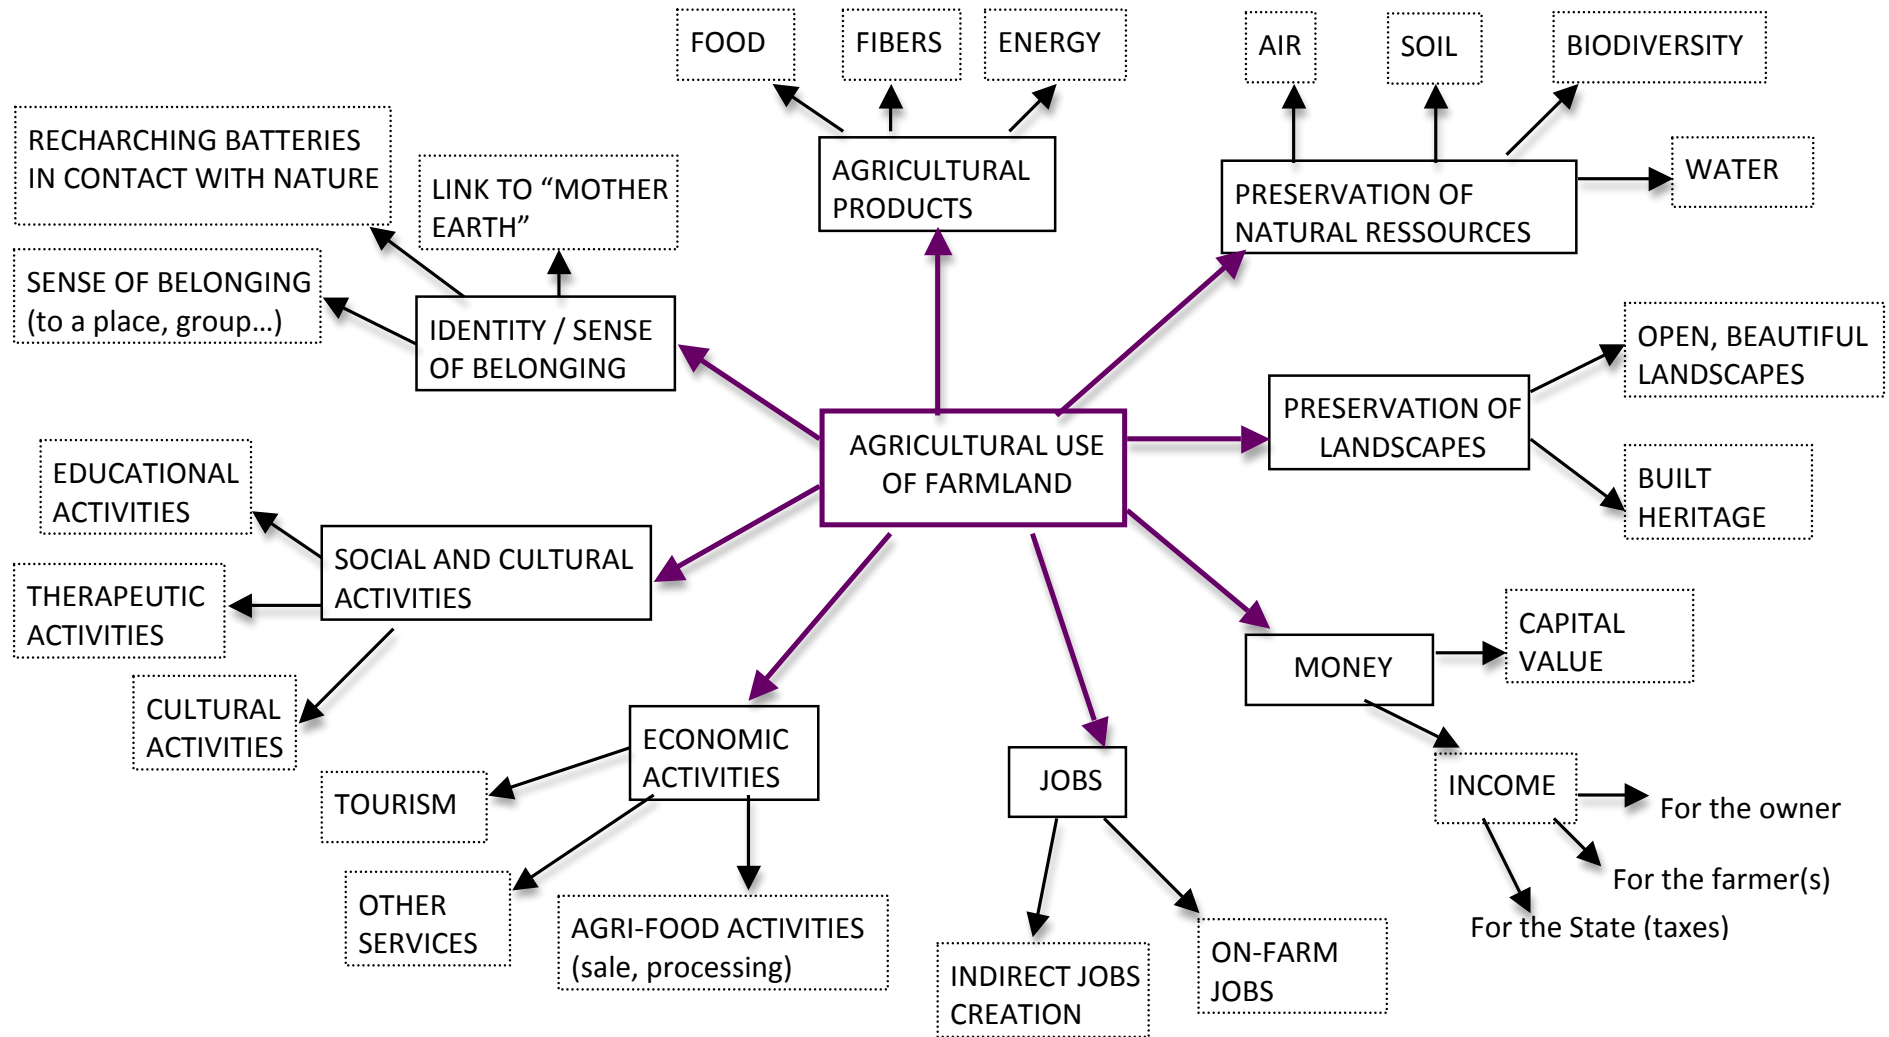 FOOD
FIBERS
ENERGY
AIR
SOIL
BIODIVERSITY
RECHARCHING BATTERIES
IN CONTACT WITH NATURE
LINK TO “MOTHER
EARTH”
AGRICULTURAL
PRODUCTS
PRESERVATION OF
NATURAL RESSOURCES
WATER
SENSE OF BELONGING
(to a place, group…)
IDENTITY / SENSE
OF BELONGING
OPEN, BEAUTIFUL
LANDSCAPES
PRESERVATION OF
LANDSCAPES
AGRICULTURAL USE
OF FARMLAND
EDUCATIONAL
ACTIVITIES
BUILT
HERITAGE
SOCIAL AND CULTURAL
ACTIVITIES
THERAPEUTIC
ACTIVITIES
CAPITAL
VALUE
MONEY
CULTURAL
ACTIVITIES
ECONOMIC
ACTIVITIES
JOBS
INCOME
TOURISM
For the owner
For the farmer(s)
For the State (taxes)
OTHER
SERVICES
AGRI-FOOD ACTIVITIES
(sale, processing)
INDIRECT JOBS
CREATION
ON-FARM
JOBS